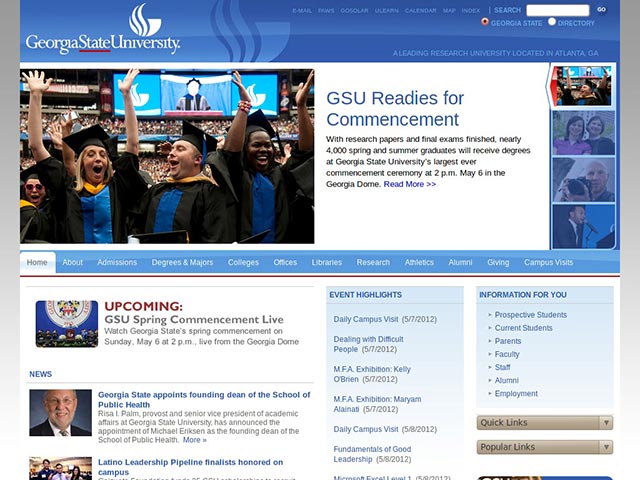 E-MAIL PAWS GOSOLAR ULEARN CALENDAR MAP INDEX | SEARCH GO
GEORGIA STATE DIRECTORY
GeorgiaStateUniversity.
A LEADING RESEARCH UNIVERSITY LOCATED IN ATLANTA, GA
GSU Readies for
Commencement
With research papers and final exams finished, nearly
4,000 spring and summer graduates will receive degrees
at Georgia State University's largest ever
commencement ceremony at 2 p.m. May 6 in the
Georgia Dome. Read More >>
Home About Admissions Degrees & Majors Colleges Offices Libraries Research Athletics Alumni Giving Campus Visits
UPCOMING:
GSU Spring Commencement Live
Watch Georgia State's spring commencement on
Sunday, May 6 at 2 p.m., live from the Georgia Dome
NEWS
Georgia State appoints founding dean of the School of
Public Health
Risa I. Palm, provost and senior vice president of academic
affairs at Georgia State University, has announced the
appointment of Michael Eriksen as the founding dean of the
School of Public Health. More »
Latino Leadership Pipeline finalists honored on
campus
EVENT HIGHLIGHTS
Daily Campus Visit (5/7/2012)
Dealing with Difficult
People (5/7/2012)
M.F.A. Exhibition: Kelly
O'Brien (5/7/2012)
M.F.A. Exhibition: Maryam
Alainati (5/7/2012)
Daily Campus Visit (5/8/2012)
Fundamentals of Good
Leadership (5/8/2012)
Microsoft Excel Level 1 (5/8/2012)
INFORMATION FOR YOU
Prospective Students
Current Students
Parents
Faculty
Staff
Alumni
Employment
Quick Links
Popular Links